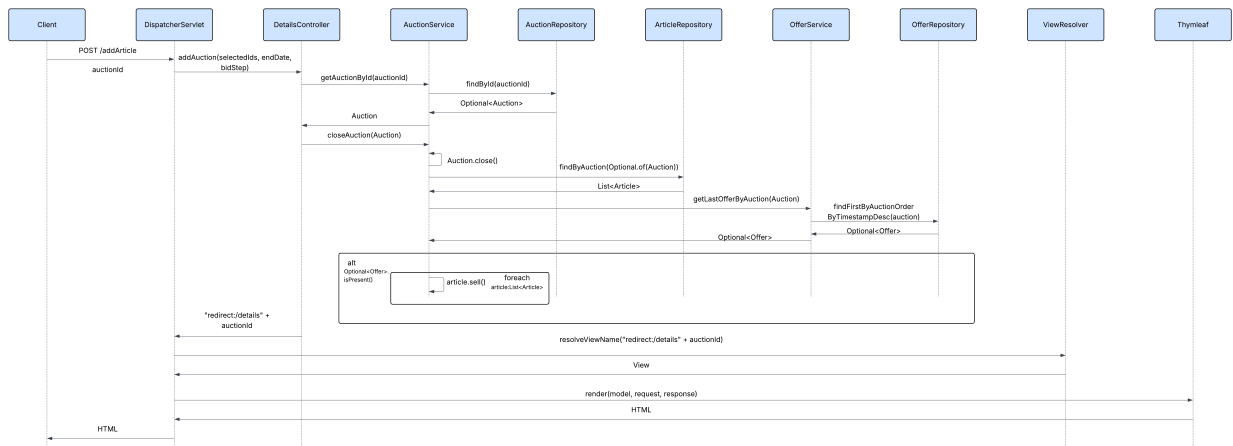 Client
DispatcherServlet
DetailsController
AuctionService
AuctionRepository
ArticleRepository
OfferService
OfferRepository
ViewResolver
Thymleaf
POST /addArticle
auctionId
addAuction(selectedIds, endDate,
bidStep)
getAuctionById(auctionId)
findById(auctionId)
Optional<Auction>
Auction
closeAuction(Auction)
Auction.close()
findByAuction(Optional.of(Auction))
List<Article>
getLastOfferByAuction(Auction)
findFirstByAuctionOrder
ByTimestampDesc(auction)
Optional<Offer>
Optional<Offer>
alt
Optional<Offer>.
isPresent()
foreach
article:List<Article>
article.sell()
"redirect:/details" +
auctionId
resolveViewName("redirect:/details" + auctionId)
View
render(model, request, response)
HTML
HTML